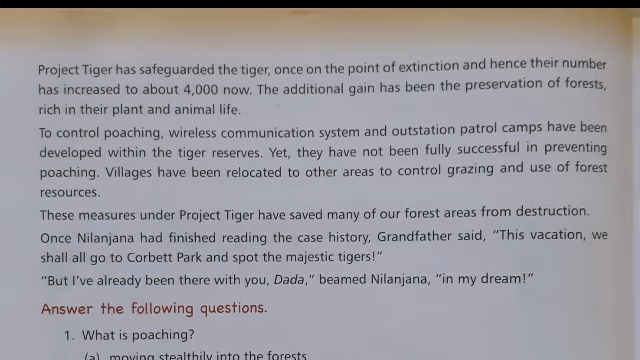 Project Tiger has safeguarded the tiger, once on the point of extinction and hence their number
has increased to about 4,000 now. The additional gain has been the preservation of forests,
rich in their plant and animal life.
To control poaching, wireless communication system and outstation patrol camps have been
developed within the tiger reserves. Yet, they have not been fully successful in preventing
poaching. Villages have been relocated to other areas to control grazing and use of forest
resources.
These measures under Project Tiger have saved many of our forest areas from destruction.
Once Nilanjana had finished reading the case history, Grandfather said, “This vacation, we
shall all go to Corbett Park and spot the majestic tigers!”
“But I’ve already been there with you, Dada,” beamed Nilanjana, “in my dream!”
Answer the following questions.
1. What is poaching?
(a) moving stealthily into the forests